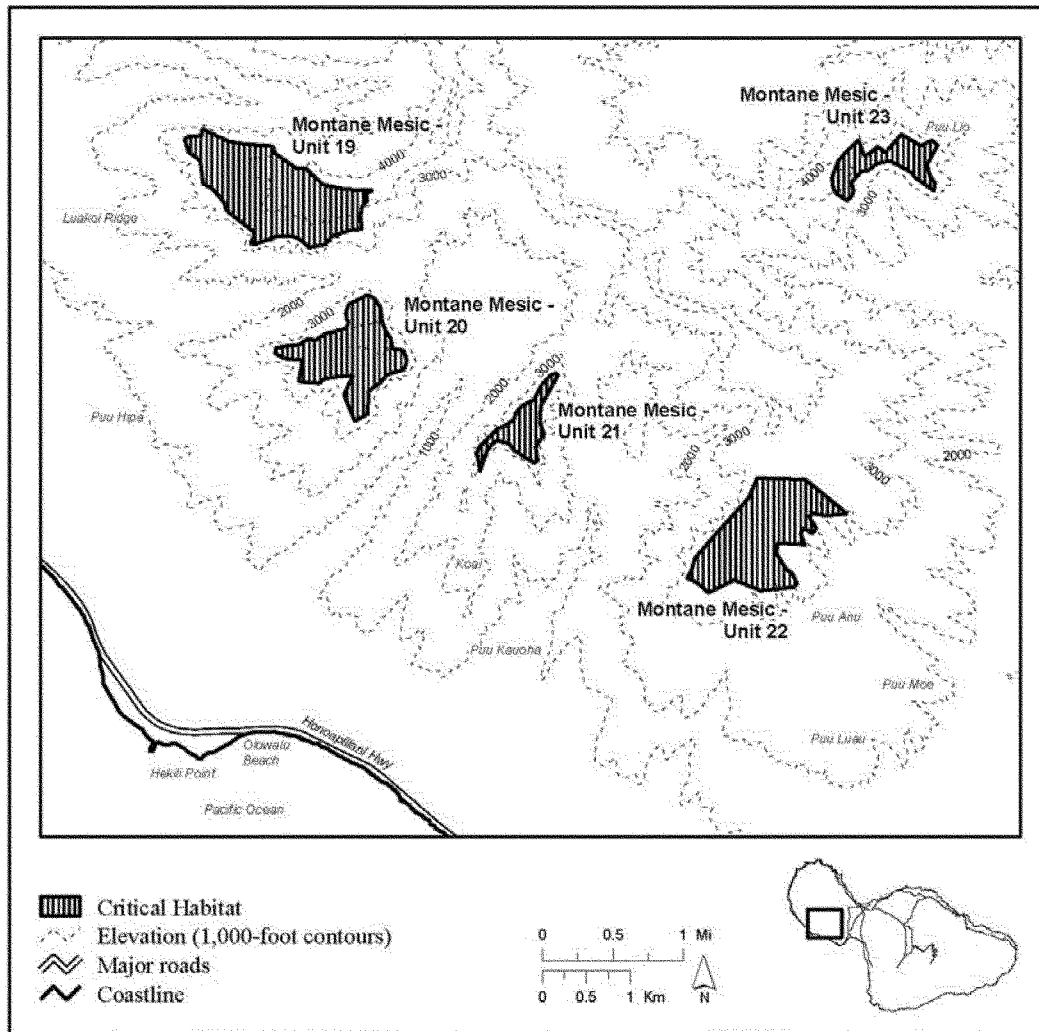 Montane Mesic -
Unit 23
Puu Lio
Montane Mesic -
Unit 19
4000
3000
4000
3000
Luakoi Ridge
2000
3000
Montane Mesic -
Unit 20
3000
2000
Puu Hipa
Montane Mesic -
Unit 21
1000
3000
2000
3000
2000
Koai
Montane Mesic -
Unit 22
Puu Anu
Puu Kauoha
Puu Moe
Puu Luau
Honoapiilani Hwy
Olowalu
Beach
Hekili Point
Pacific Ocean
Critical Habitat
Elevation (1,000-foot contours)
Major roads
Coastline
0 0.5 1 Mi
0 0.5 1 Km
N